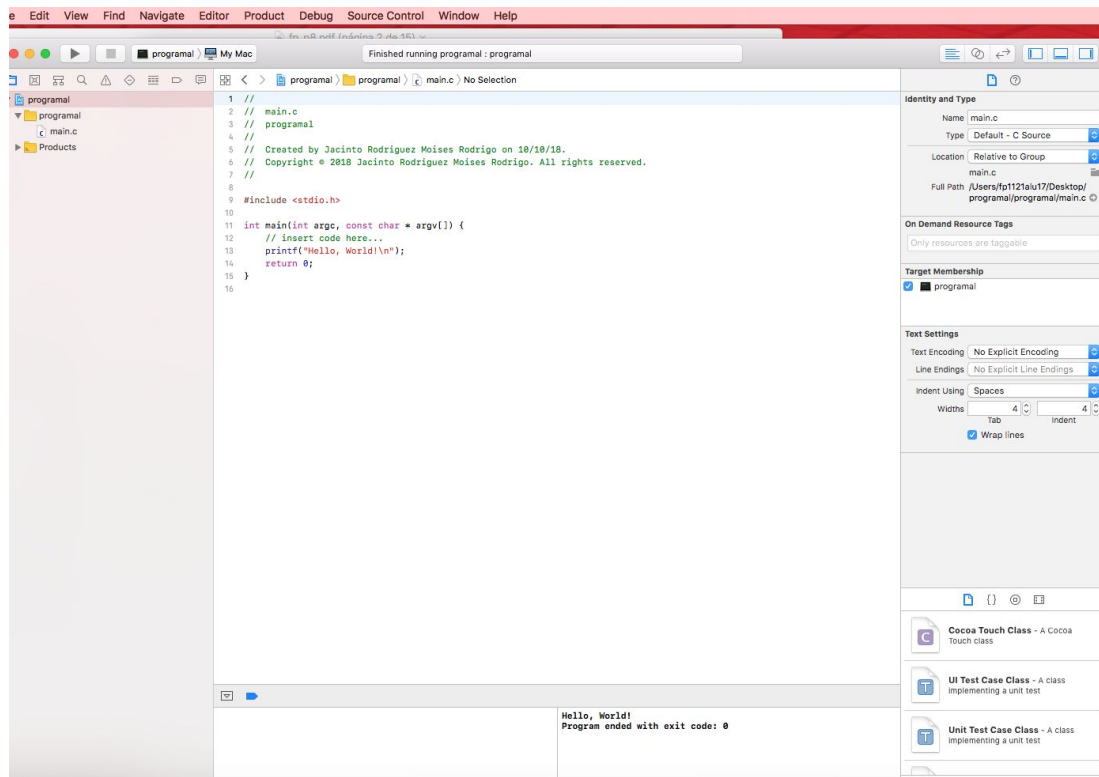 e Edit View Find Navigate Editor Product Debug Source Control Window Help
fp_p8.pdf (página 2 de 15)
programal My Mac
Finished running programal : programal
programal programal main.c No Selection
programal
programal
main.c
Products
1 //
2 // main.c
3 // programal
4 //
5 // Created by Jacinto Rodriguez Moises Rodrigo on 10/10/18.
6 // Copyright © 2018 Jacinto Rodriguez Moises Rodrigo. All rights reserved.
7 //
8
9 #include <stdio.h>
10
11 int main(int argc, const char * argv[]) {
12 // insert code here...
13 printf("Hello, World!\n");
14 return 0;
15 }
16
Hello, World!
Program ended with exit code: 0
Identity and Type
Name main.c
Type Default - C Source
Location Relative to Group
main.c
Full Path /Users/fp1121alu17/Desktop/
programal/programal/main.c
On Demand Resource Tags
Only resources are taggable
Target Membership
programal
Text Settings
Text Encoding No Explicit Encoding
Line Endings No Explicit Line Endings
Indent Using Spaces
Widths 4 4
Tab Indent
Wrap lines
{}
C
Cocoa Touch Class - A Cocoa
Touch class
T
UI Test Case Class - A class
implementing a unit test
T
Unit Test Case Class - A class
implementing a unit test